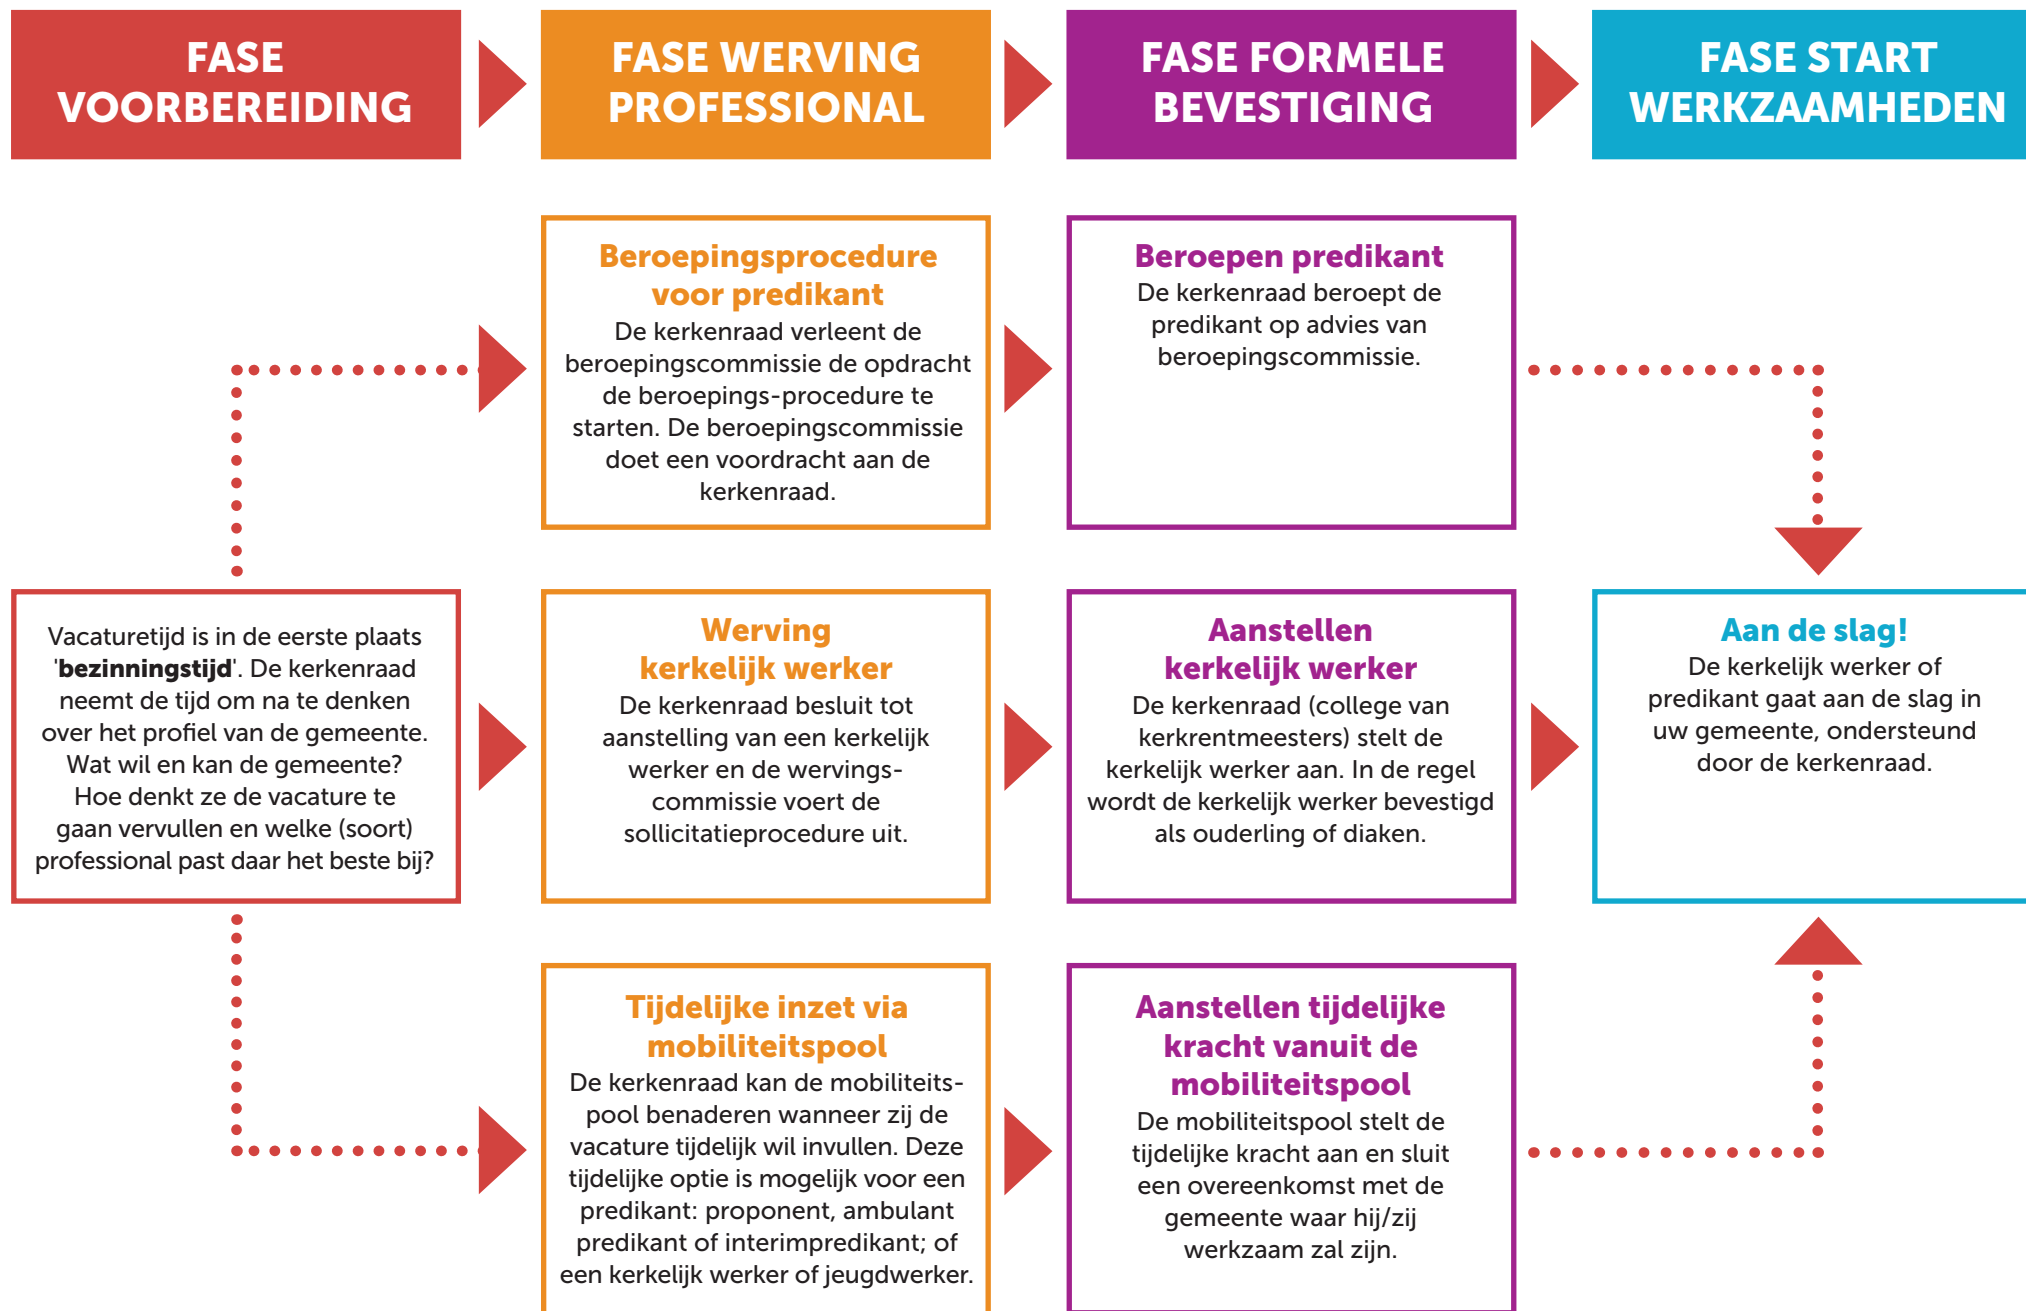 FASE
VOORBEREIDING
FASE WERVING
PROFESSIONAL
FASE FORMELE
BEVESTIGING
FASE START
WERKZAAMHEDEN
Beroepingsprocedure
voor predikant
De kerkenraad verleent de
beroepingscommissie de opdracht
de beroepings-procedure te
starten. De beroepingscommissie
doet een voordracht aan de
kerkenraad.
Beroepen predikant
De kerkenraad beroept de
predikant op advies van
beroepingscommissie.
Vacaturetijd is in de eerste plaats
'bezinningstijd'. De kerkenraad
neemt de tijd om na te denken
over het profiel van de gemeente.
Wat wil en kan de gemeente?
Hoe denkt ze de vacature te
gaan vervullen en welke (soort)
professional past daar het beste bij?
Werving
kerkelijk werker
De kerkenraad besluit tot
aanstelling van een kerkelijk
werker en de wervings-
commissie voert de
sollicitatieprocedure uit.
Aanstellen
kerkelijk werker
De kerkenraad (college van
kerkrentmeesters) stelt de
kerkelijk werker aan. In de regel
wordt de kerkelijk werker bevestigd
als ouderling of diaken.
Aan de slag!
De kerkelijk werker of
predikant gaat aan de slag in
uw gemeente, ondersteund
door de kerkenraad.
Tijdelijke inzet via
mobiliteitspool
De kerkenraad kan de mobiliteits-
pool benaderen wanneer zij de
vacature tijdelijk wil invullen. Deze
tijdelijke optie is mogelijk voor een
predikant: proponent, ambulant
predikant of interimpredikant; of
een kerkelijk werker of jeugdwerker.
Aanstellen tijdelijke
kracht vanuit de
mobiliteitspool
De mobiliteitspool stelt de
tijdelijke kracht aan en sluit
een overeenkomst met de
gemeente waar hij/zij
werkzaam zal zijn.